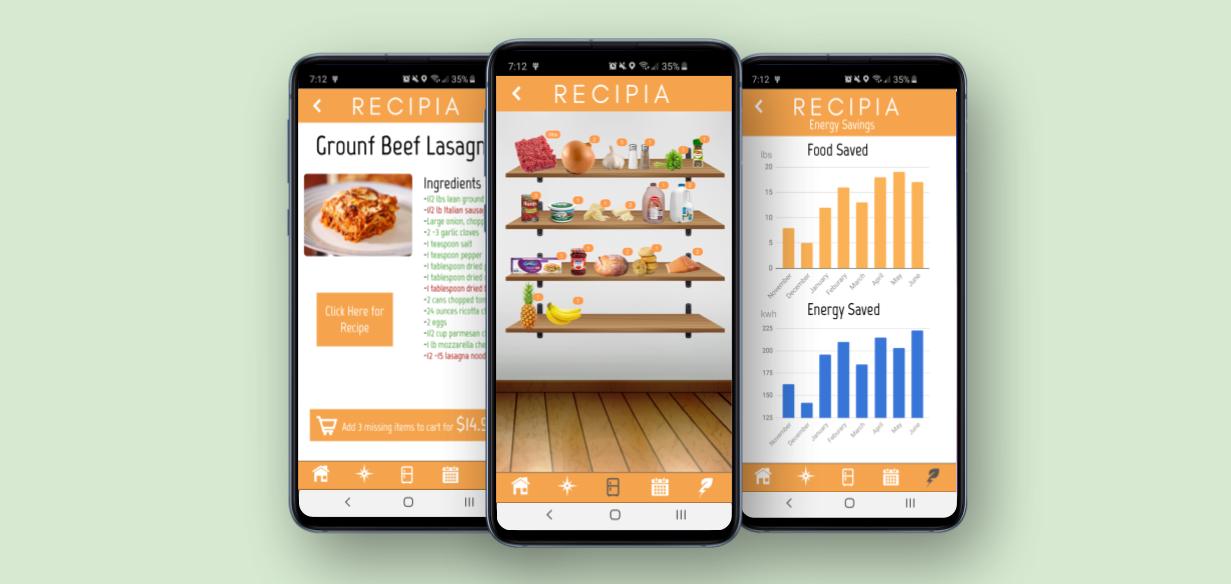 7:12
35%
RECIPIA
Grounf Beef Lasagn
Ingredients
•1/2 lbs lean ground
•1/2 lb Italian sausa
•Large onion, chopp
•2 -3 garlic cloves
•1 teaspoon salt
•1 teaspoon pepper
•1 tablespoon dried
•1 tablespoon dried
•1 tablespoon dried
•2 cans chopped tom
•24 ounces ricotta c
•2 eggs
•1/2 cup parmesan c
•1 lb mozzarella che
•12 -15 lasagna nood
Click Here for
Recipe
Add 3 missing items to cart for $14.9
7:12
35%
RECIPIA
7:12
35%
RECIPIA
Energy Savings
Food Saved
lbs
20
15
10
5
0
November
December
January
Feburary
March
April
May
June
Energy Saved
kwh
225
200
175
150
125
November
December
January
Feburary
March
April
May
June